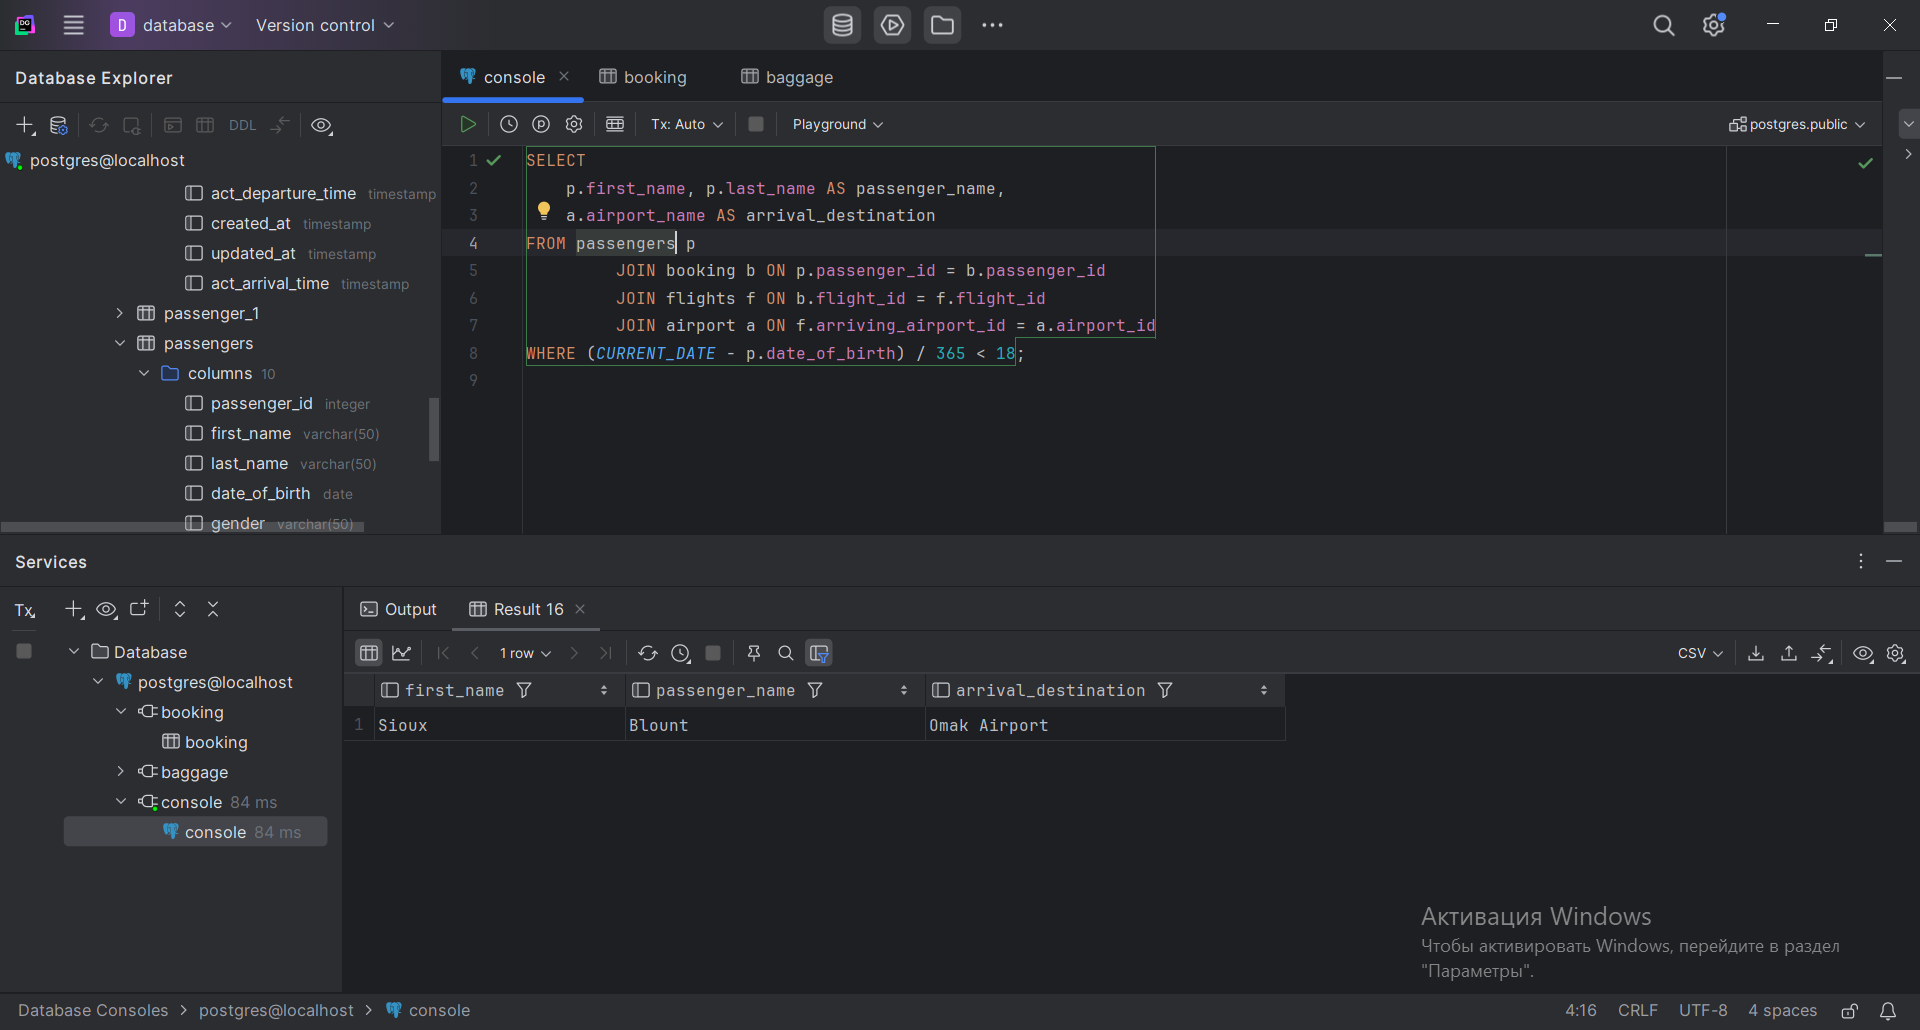 D database Version control
Database Explorer
console booking baggage
DDL
Tx: Auto Playground postgres.public
postgres@localhost
act_departure_time timestamp
created_at timestamp
updated_at timestamp
act_arrival_time timestamp
passenger_1
passengers
columns 10
passenger_id integer
first_name varchar(50)
last_name varchar(50)
date_of_birth date
gender varchar(50)
1 SELECT
2 p.first_name, p.last_name AS passenger_name,
3 a.airport_name AS arrival_destination
4 FROM passengers p
5 JOIN booking b ON p.passenger_id = b.passenger_id
6 JOIN flights f ON b.flight_id = f.flight_id
7 JOIN airport a ON f.arriving_airport_id = a.airport_id
8 WHERE (CURRENT_DATE - p.date_of_birth) / 365 < 18;
9
Services
Tx
Database
postgres@localhost
booking
booking
baggage
console 84 ms
console 84 ms
Output Result 16
1 row CSV
first_name passenger_name arrival_destination
1 Sioux Blount Omak Airport
Активация Windows
Чтобы активировать Windows, перейдите в раздел
"Параметры".
Database Consoles > postgres@localhost > console
4:16 CRLF UTF-8 4 spaces